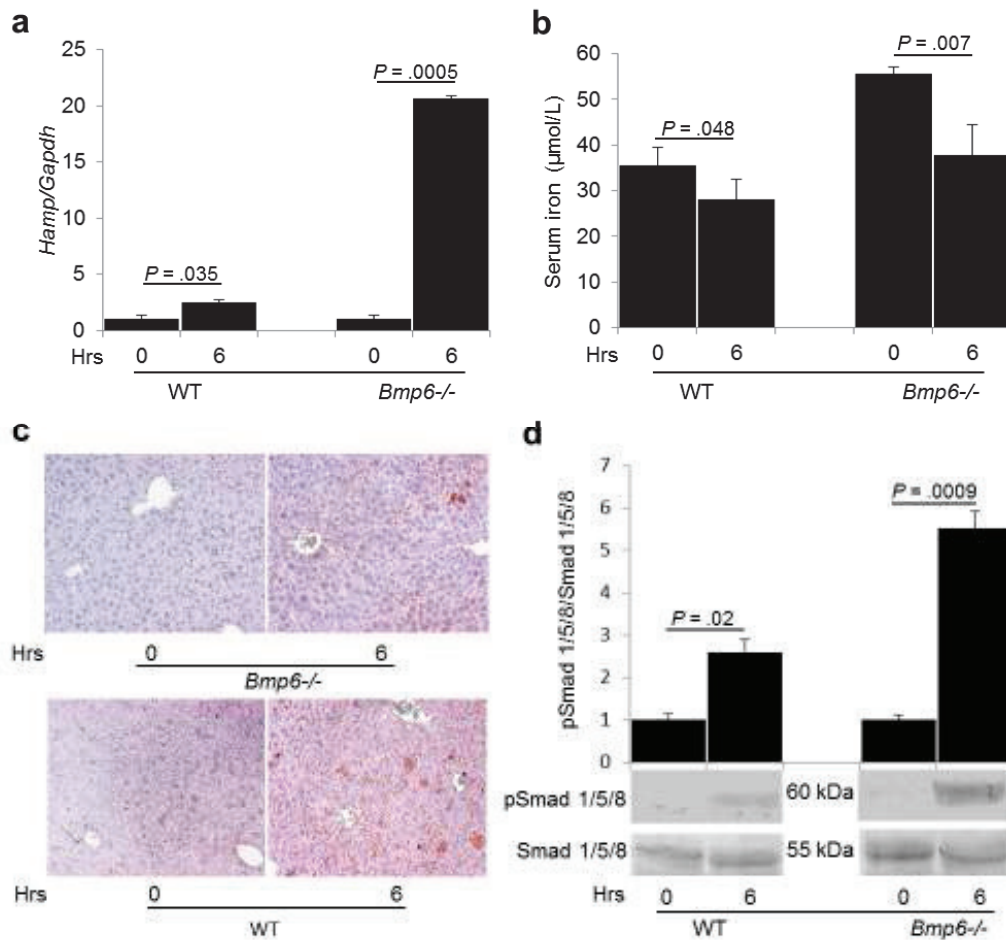 a
Hamp/Gapdh
25
20
15
10
5
0
P = .035
P = .0005
Hrs 0 6 0 6
WT Bmp6-/-
b
Serum iron (µmol/L)
60
50
40
30
20
10
0
P = .048
P = .007
Hrs 0 6 0 6
WT Bmp6-/-
c
Hrs 0 6
Bmp6-/-
Hrs 0 6
WT
d
pSmad 1/5/8/Smad 1/5/8
7
6
5
4
3
2
1
0
P = .02
P = .0009
pSmad 1/5/8 60 kDa
Smad 1/5/8 55 kDa
Hrs 0 6 0 6
WT Bmp6-/-